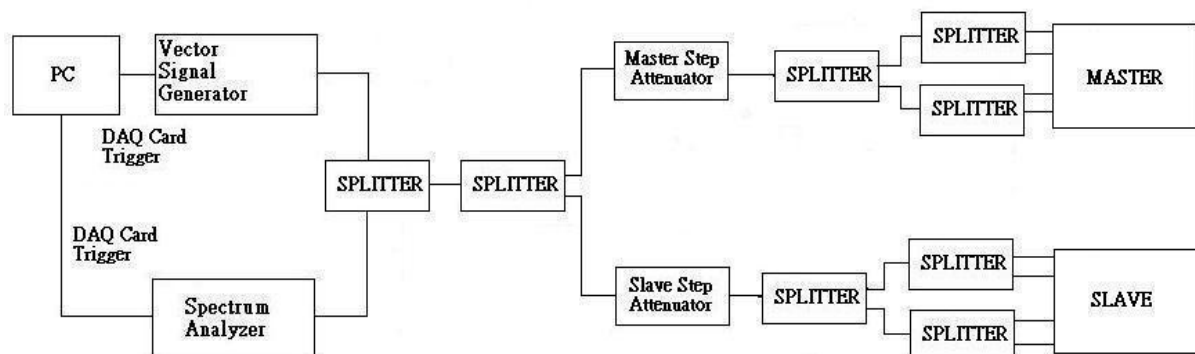 PC
Vector
Signal
Generator
DAQ Card
Trigger
DAQ Card
Trigger
Spectrum
Analyzer
SPLITTER
SPLITTER
Master Step
Attenuator
SPLITTER
SPLITTER
SPLITTER
MASTER
Slave Step
Attenuator
SPLITTER
SPLITTER
SPLITTER
SLAVE